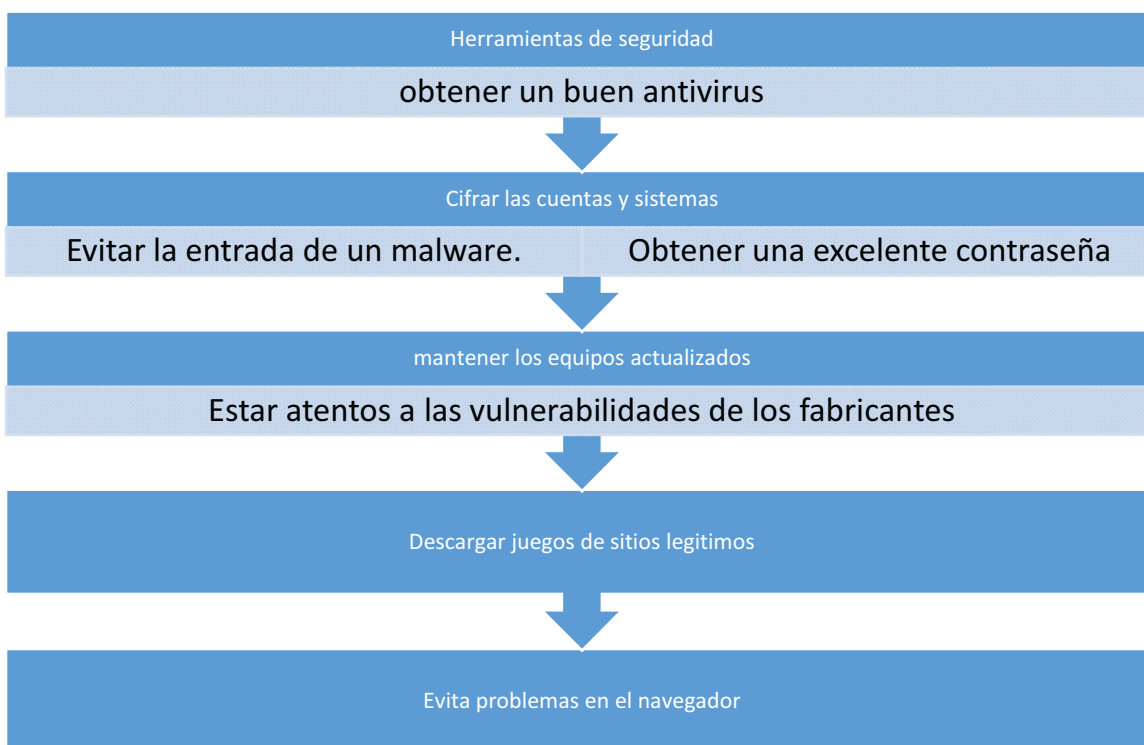 Herramientas de seguridad
obtener un buen antivirus
Cifrar las cuentas y sistemas
Evitar la entrada de un malware.
Obtener una excelente contraseña
mantener los equipos actualizados
Estar atentos a las vulnerabilidades de los fabricantes
Descargar juegos de sitios legitimos
Evita problemas en el navegador